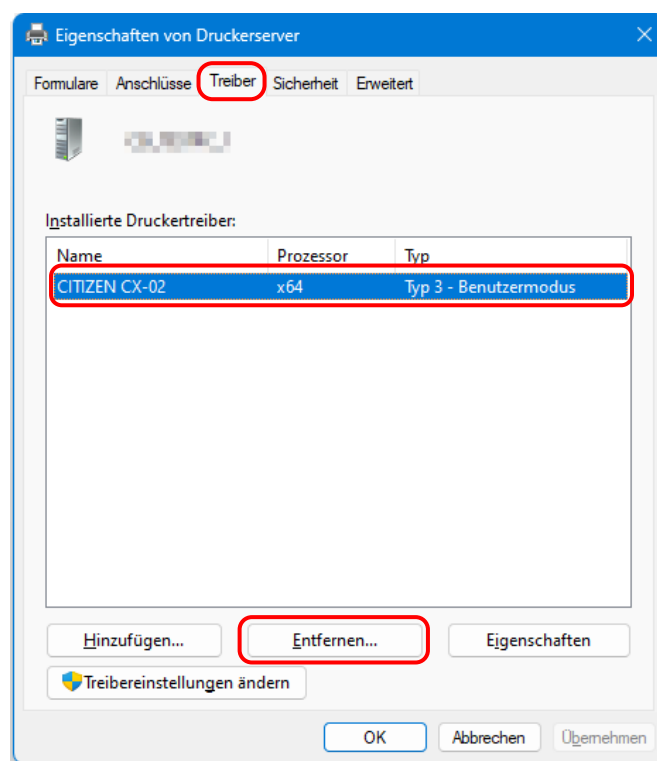 Eigenschaften von Druckerserver
Formulare Anschlüsse Treiber Sicherheit Erweitert
Installierte Druckertreiber:
Name Prozessor Typ
CITIZEN CX-02 x64 Typ 3 - Benutzermodus
Hinzufügen... Entfernen... Eigenschaften
Treibereinstellungen ändern
OK Abbrechen Übernehmen